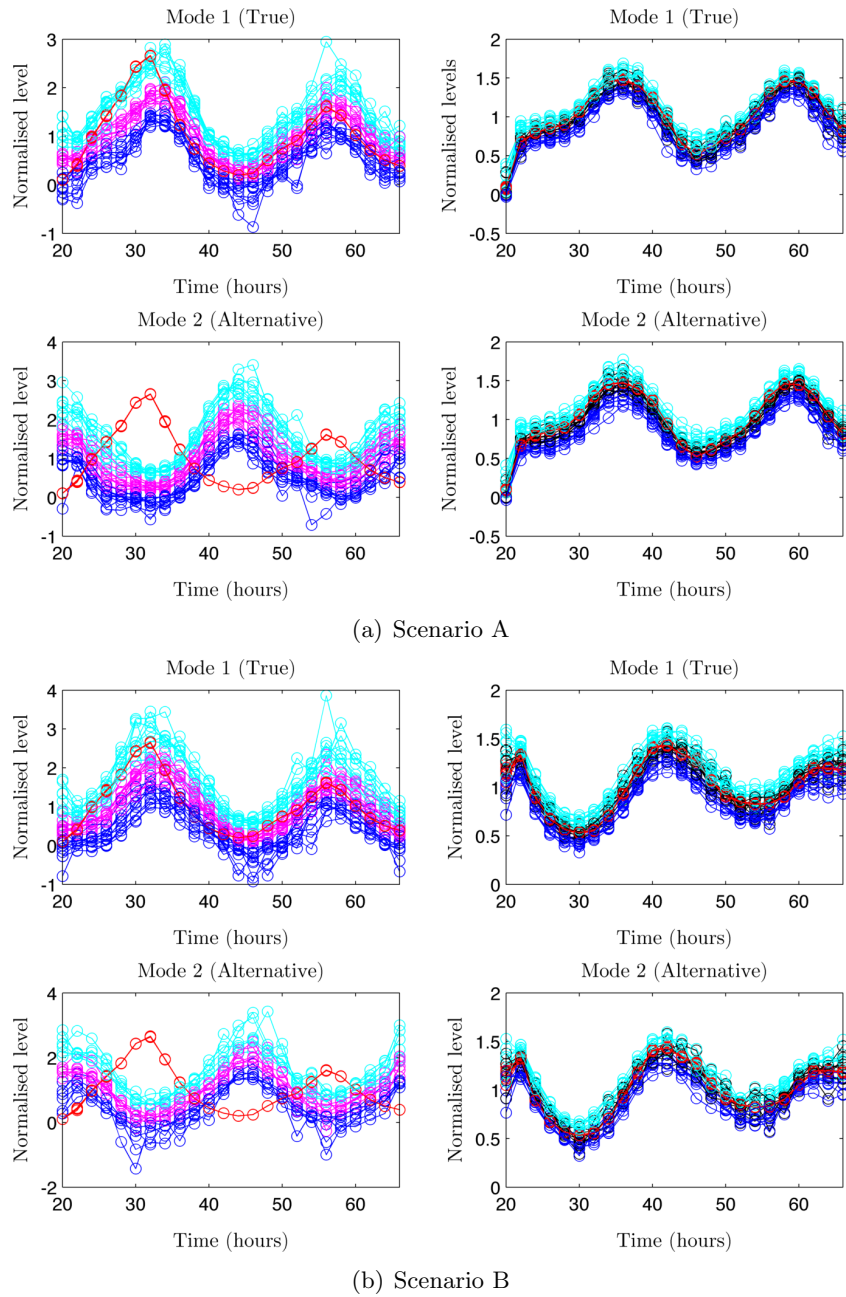 Mode 1 (True)
Normalised level
3
2
1
0
-1
20 30 40 50 60
Time (hours)
Mode 1 (True)
Normalised levels
2
1.5
1
0.5
0
-0.5
20 30 40 50 60
Time (hours)
Mode 2 (Alternative)
Normalised level
4
3
2
1
0
-1
20 30 40 50 60
Time (hours)
Mode 2 (Alternative)
Normalised level
2
1.5
1
0.5
0
-0.5
20 30 40 50 60
Time (hours)
(a) Scenario A
Mode 1 (True)
Normalised level
4
3
2
1
0
-1
20 30 40 50 60
Time (hours)
Mode 1 (True)
Normalised level
2
1.5
1
0.5
0
20 30 40 50 60
Time (hours)
Mode 2 (Alternative)
Normalised level
4
2
0
-2
20 30 40 50 60
Time (hours)
Mode 2 (Alternative)
Normalised level
2
1.5
1
0.5
0
20 30 40 50 60
Time (hours)
(b) Scenario B